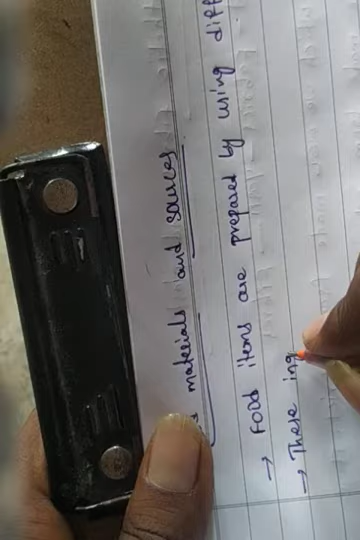 materials and sources
→ Food items are prepared by using diff
→ These ing